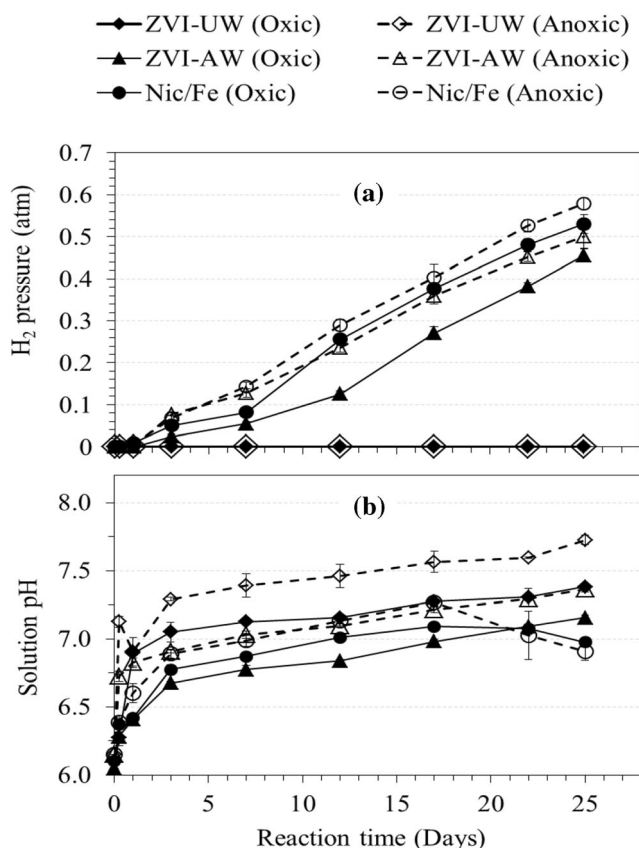 ZVI-UW (Oxic) ZVI-UW (Anoxic)
ZVI-AW (Oxic) ZVI-AW (Anoxic)
Nic/Fe (Oxic) Nic/Fe (Anoxic)
0.7
(a)
0.6
0.5
0.4
0.3
0.2
0.1
0
H₂ pressure (atm)
8.0
(b)
7.5
7.0
6.5
6.0
Solution pH
0 5 10 15 20 25
Reaction time (Days)